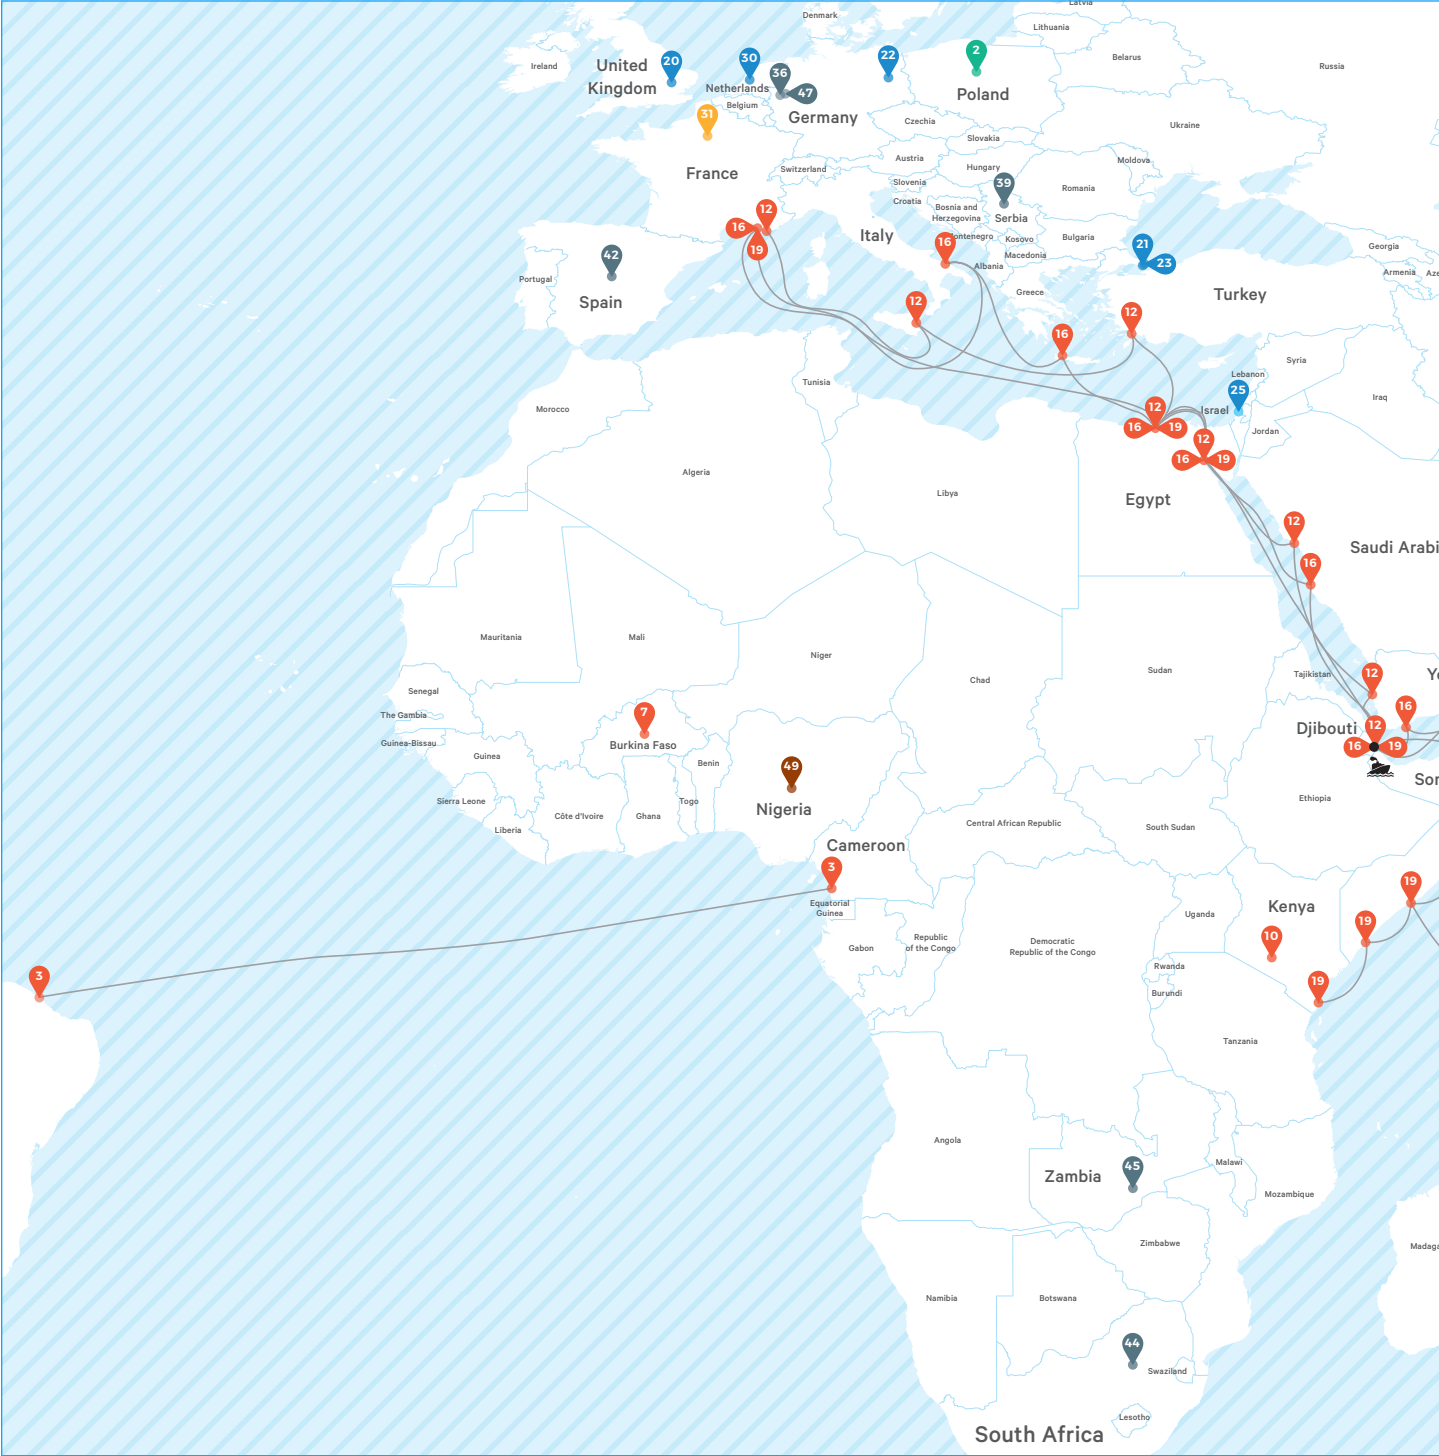 Latvia
Denmark
Lithuania
Ireland
United
Kingdom
20
30
36
47
22
2
Belarus
Russia
Netherlands
Belgium
Germany
Poland
31
Czechia
Ukraine
Slovakia
France
Switzerland
Austria
Hungary
Moldova
Slovenia
39
Romania
Croatia
Bosnia and
Herzegovina
Serbia
12
16
19
Italy
16
Montenegro
Kosovo
Bulgaria
Macedonia
Albania
21
23
Georgia
Armenia
Aze
42
Portugal
Spain
Greece
Turkey
12
16
12
Syria
Lebanon
25
Israel
Iraq
Jordan
Tunisia
Morocco
12
16
19
12
16
19
Algeria
Libya
Egypt
12
Saudi Arabi
16
Mauritania
Mali
Niger
Chad
Sudan
Tajikistan
12
Ye
Senegal
The Gambia
Guinea-Bissau
Guinea
7
Burkina Faso
Benin
16
Djibouti
12
16
19
Som
49
Nigeria
Sierra Leone
Liberia
Côte d'Ivoire
Ghana
Togo
Ethiopia
Central African Republic
South Sudan
Cameroon
3
Equatorial
Guinea
Gabon
Republic
of the Congo
Democratic
Republic of the Congo
Uganda
Kenya
19
19
10
19
Rwanda
Burundi
3
Tanzania
Angola
Zambia
45
Malawi
Mozambique
Zimbabwe
Madaga
Namibia
Botswana
44
Swaziland
Lesotho
South Africa